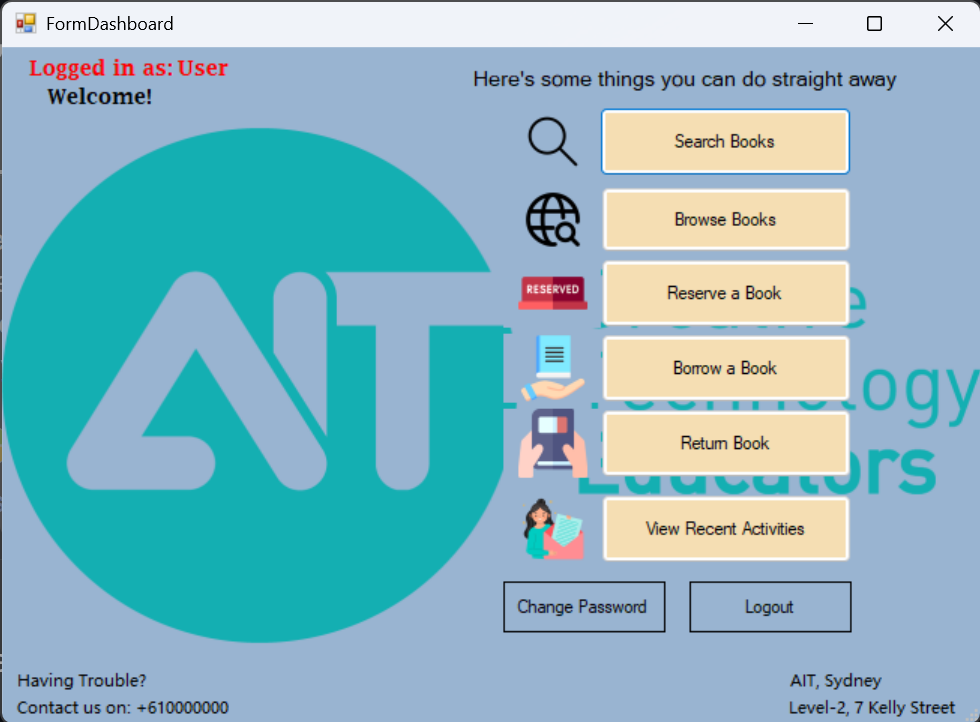 FormDashboard
Logged in as: User
Welcome!
Here's some things you can do straight away
Search Books
Browse Books
RESERVED
Reserve a Book
Borrow a Book
Return Book
View Recent Activities
Change Password
Logout
AIT
Technology
Educators
Having Trouble?
Contact us on: +610000000
AIT, Sydney
Level-2, 7 Kelly Street